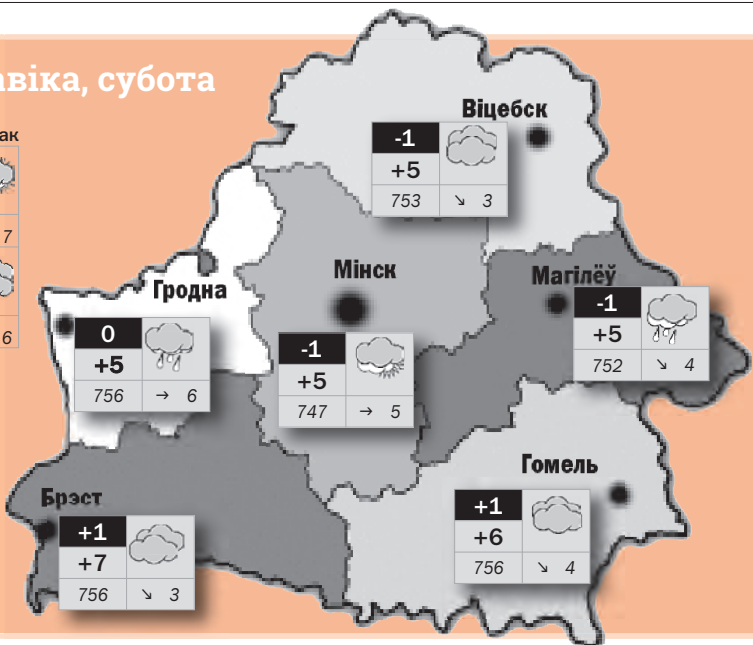 авіка, субота
ак
7
6
Віцебск
-1
+5
753 ↘ 3
Мінск
-1
+5
747 → 5
Магілёў
-1
+5
752 ↘ 4
Гродна
0
+5
756 → 6
Гомель
+1
+6
756 ↘ 4
Брэст
+1
+7
756 ↘ 3